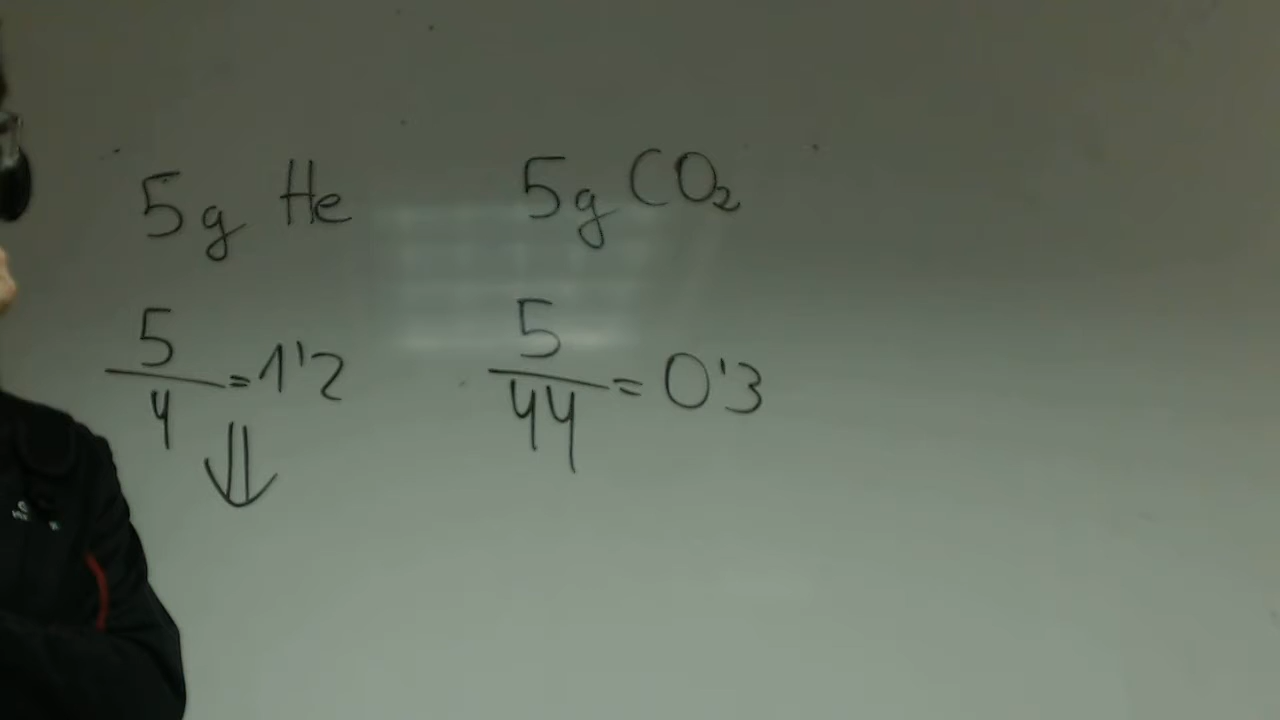 5g He
5g CO₂
5/4 = 1'2
⇓
5/44 = 0'3